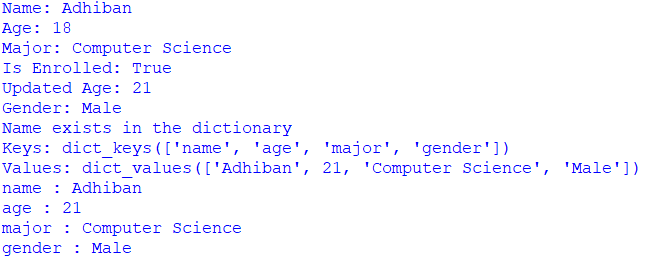 Name: Adhiban
Age: 18
Major: Computer Science
Is Enrolled: True
Updated Age: 21
Gender: Male
Name exists in the dictionary
Keys: dict_keys(['name', 'age', 'major', 'gender'])
Values: dict_values(['Adhiban', 21, 'Computer Science', 'Male'])
name : Adhiban
age : 21
major : Computer Science
gender : Male